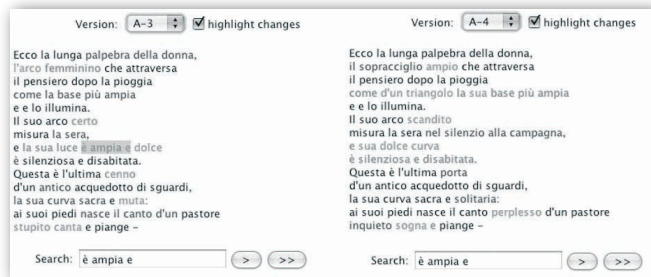 Version: A-3 highlight changes
Ecco la lunga palpebra della donna,
l'arco femminino che attraversa
il pensiero dopo la pioggia
come la base più ampia
e e lo illumina.
Il suo arco certo
misura la sera,
e la sua luce è ampia e dolce
è silenziosa e disabitata.
Questa è l'ultima cenno
d'un antico acquedotto di sguardi,
la sua curva sacra e muta:
ai suoi piedi nasce il canto d'un pastore
stupito canta e piange –
Search: è ampia e > >>
Version: A-4 highlight changes
Ecco la lunga palpebra della donna,
il sopracciglio ampio che attraversa
il pensiero dopo la pioggia
come d'un triangolo la sua base più ampia
e e lo illumina.
Il suo arco scandito
misura la sera nel silenzio alla campagna,
e sua dolce curva
è silenziosa e disabitata.
Questa è l'ultima porta
d'un antico acquedotto di sguardi,
la sua curva sacra e solitaria:
ai suoi piedi nasce il canto perplesso d'un pastore
inquieto sogna e piange –
Search: è ampia e > >>